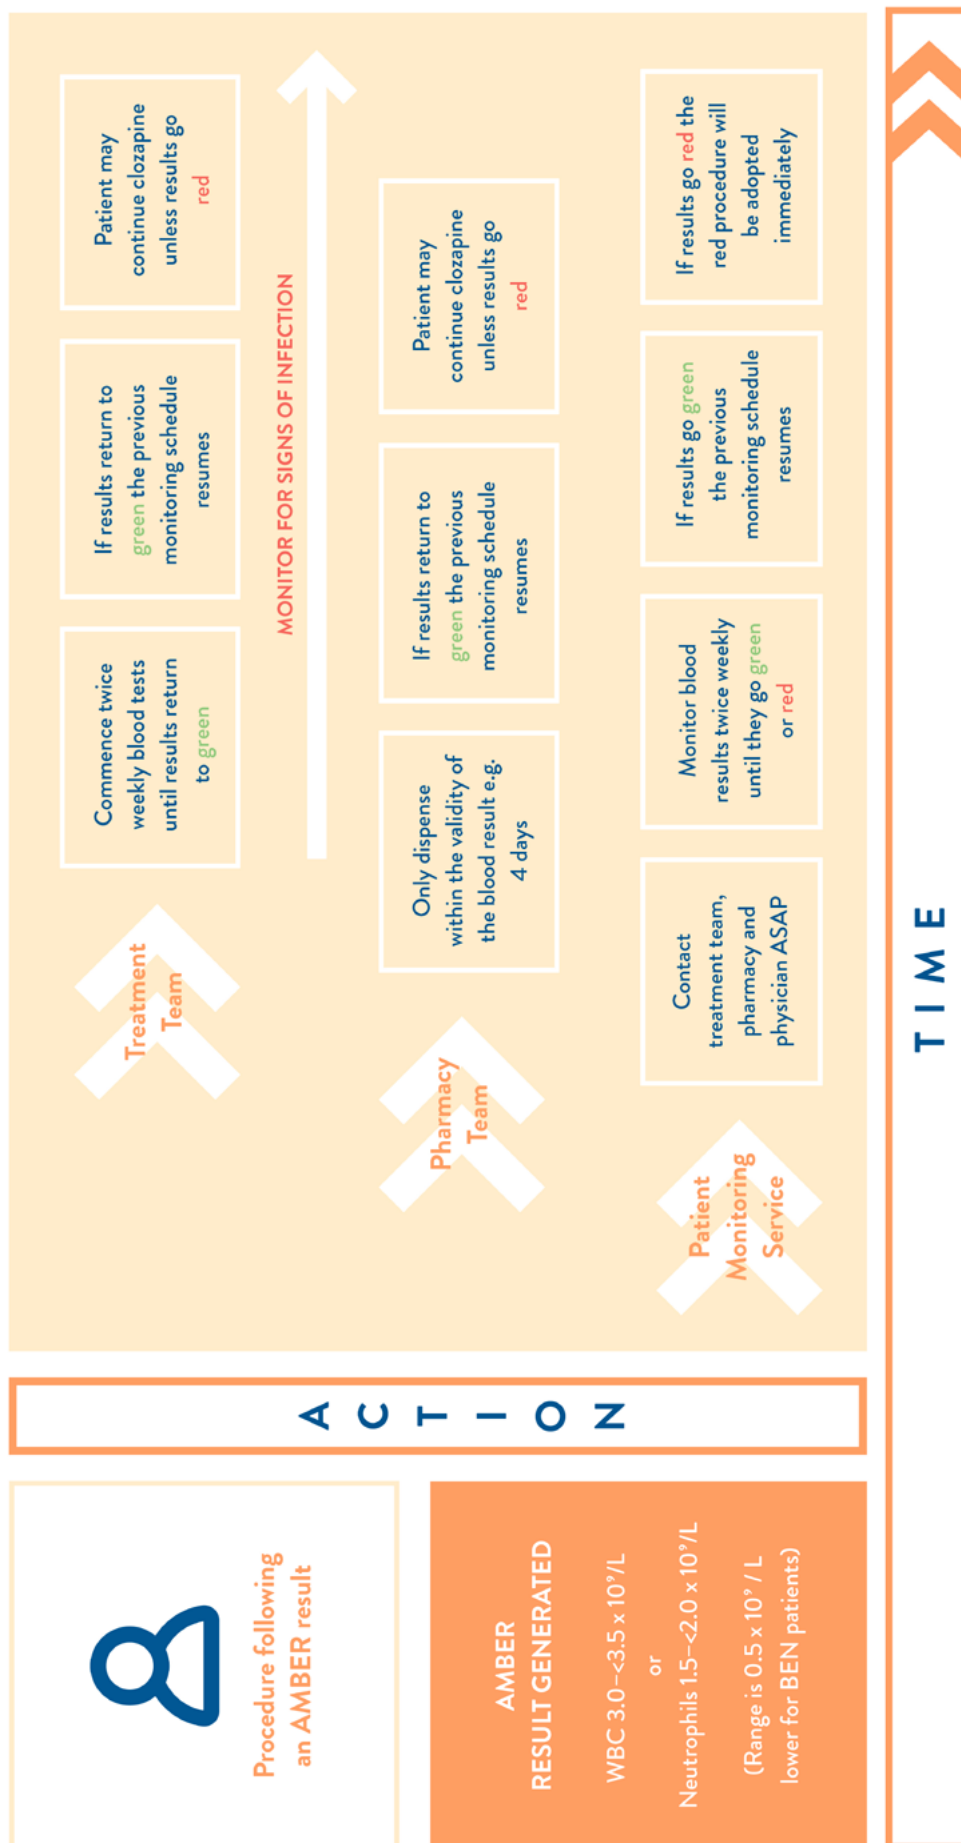 Procedure following
an AMBER result
AMBER
RESULT GENERATED
WBC 3.0–<3.5 x 10⁹/L
or
Neutrophils 1.5–<2.0 x 10⁹/L
(Range is 0.5 x 10⁹ / L
lower for BEN patients)
ACTION
Treatment
Team
Commence twice
weekly blood tests
until results return
to green
If results return to
green the previous
monitoring schedule
resumes
Patient may
continue clozapine
unless results go
red
MONITOR FOR SIGNS OF INFECTION
Pharmacy
Team
Only dispense
within the validity of
the blood result e.g.
4 days
If results return to
green the previous
monitoring schedule
resumes
Patient may
continue clozapine
unless results go
red
Patient
Monitoring
Service
Contact
treatment team,
pharmacy and
physician ASAP
Monitor blood
results twice weekly
until they go green
or red
If results go green
the previous
monitoring schedule
resumes
If results go red the
red procedure will
be adopted
immediately
TIME